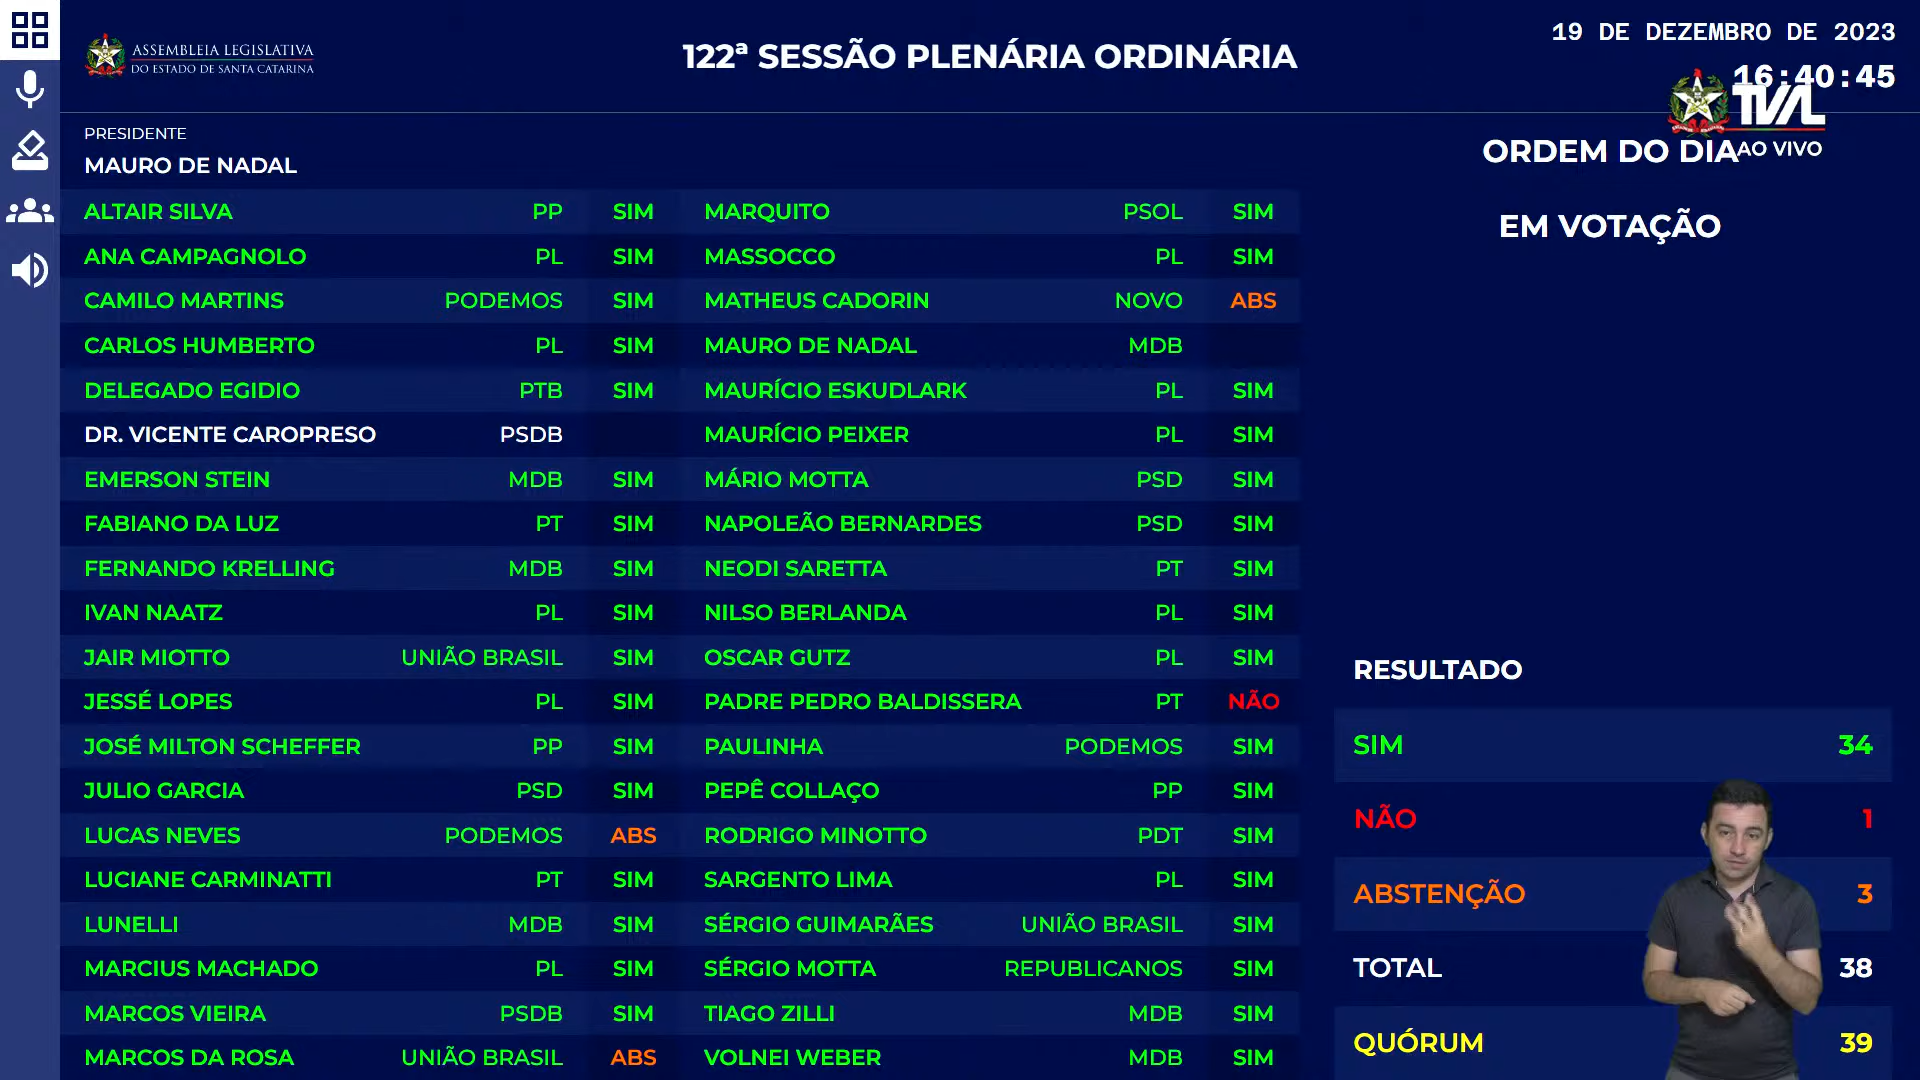 ASSEMBLEIA LEGISLATIVA
DO ESTADO DE SANTA CATARINA
122ª SESSÃO PLENÁRIA ORDINÁRIA
19 DE DEZEMBRO DE 2023
16:40:45
TVAL
AO VIVO
PRESIDENTE
MAURO DE NADAL
ORDEM DO DIA
EM VOTAÇÃO
ALTAIR SILVA PP SIM
ANA CAMPAGNOLO PL SIM
CAMILO MARTINS PODEMOS SIM
CARLOS HUMBERTO PL SIM
DELEGADO EGIDIO PTB SIM
DR. VICENTE CAROPRESO PSDB
EMERSON STEIN MDB SIM
FABIANO DA LUZ PT SIM
FERNANDO KRELLING MDB SIM
IVAN NAATZ PL SIM
JAIR MIOTTO UNIÃO BRASIL SIM
JESSÉ LOPES PL SIM
JOSÉ MILTON SCHEFFER PP SIM
JULIO GARCIA PSD SIM
LUCAS NEVES PODEMOS ABS
LUCIANE CARMINATTI PT SIM
LUNELLI MDB SIM
MARCIUS MACHADO PL SIM
MARCOS VIEIRA PSDB SIM
MARCOS DA ROSA UNIÃO BRASIL ABS
MARQUITO PSOL SIM
MASSOCCO PL SIM
MATHEUS CADORIN NOVO ABS
MAURO DE NADAL MDB
MAURÍCIO ESKUDLARK PL SIM
MAURÍCIO PEIXER PL SIM
MÁRIO MOTTA PSD SIM
NAPOLEÃO BERNARDES PSD SIM
NEODI SARETTA PT SIM
NILSO BERLANDA PL SIM
OSCAR GUTZ PL SIM
PADRE PEDRO BALDISSERA PT NÃO
PAULINHA PODEMOS SIM
PEPÊ COLLAÇO PP SIM
RODRIGO MINOTTO PDT SIM
SARGENTO LIMA PL SIM
SÉRGIO GUIMARÃES UNIÃO BRASIL SIM
SÉRGIO MOTTA REPUBLICANOS SIM
TIAGO ZILLI MDB SIM
VOLNEI WEBER MDB SIM
RESULTADO
SIM 34
NÃO 1
ABSTENÇÃO 3
TOTAL 38
QUÓRUM 39